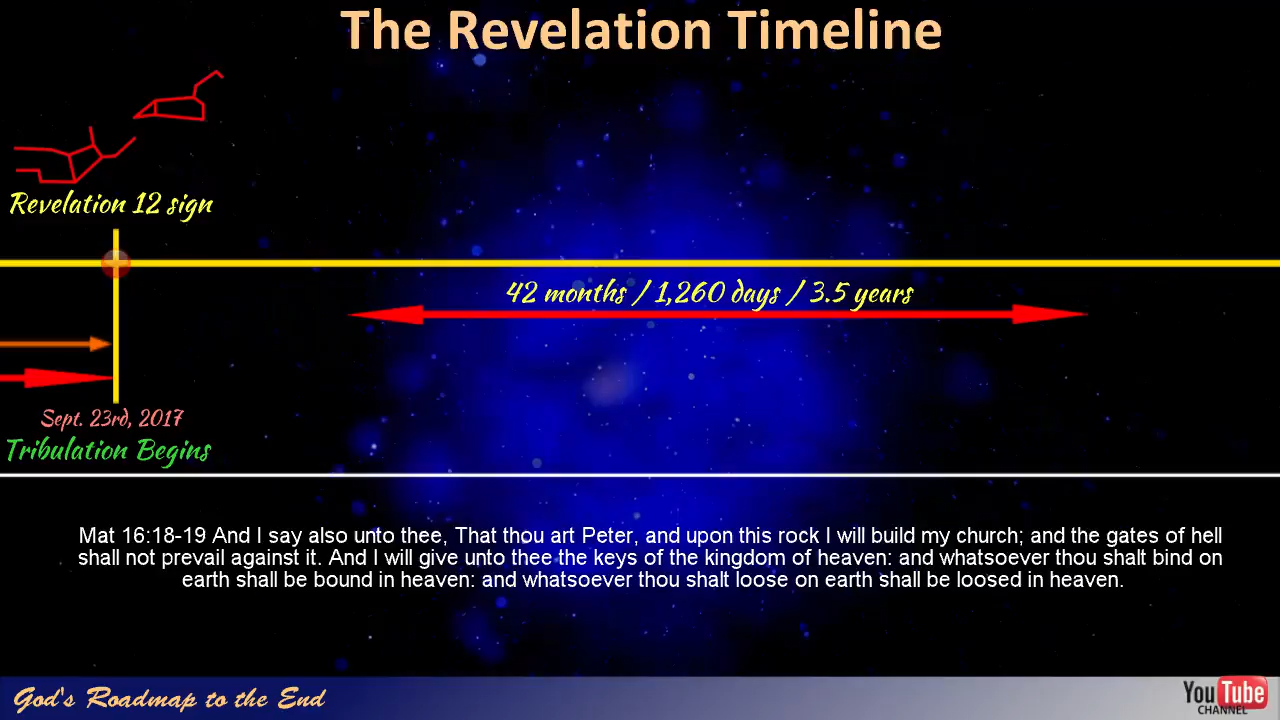 The Revelation Timeline
Revelation 12 sign
42 months / 1,260 days / 3.5 years
Sept. 23rd, 2017
Tribulation Begins
Mat 16:18-19 And I say also unto thee, That thou art Peter, and upon this rock I will build my church; and the gates of hell
shall not prevail against it. And I will give unto thee the keys of the kingdom of heaven: and whatsoever thou shalt bind on
earth shall be bound in heaven: and whatsoever thou shalt loose on earth shall be loosed in heaven.
God's Roadmap to the End
YouTube
CHANNEL